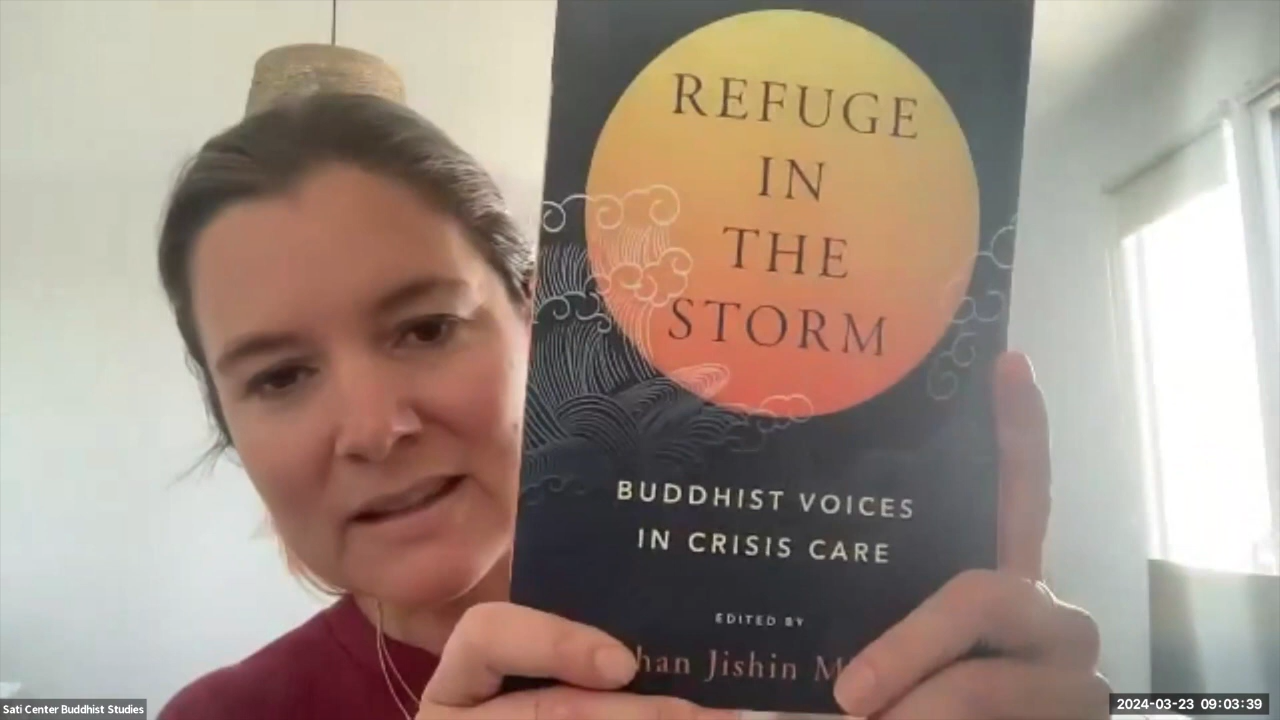 REFUGE
IN
THE
STORM
BUDDHIST VOICES
IN CRISIS CARE
EDITED BY
Jishin
Sati Center Buddhist Studies
2024-03-23 09:03:39